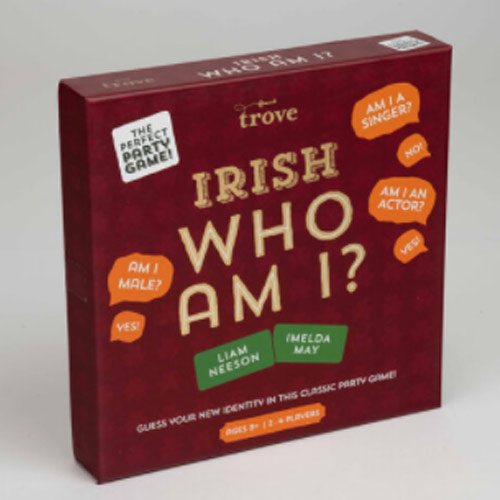 trove
IRISH
WHO AM I?
trove
THE
PERFECT
PARTY
GAME!
AM I A
SINGER?
NO!
AM I AN
ACTOR?
YES!
IRISH
WHO
AM I?
AM I
MALE?
YES!
LIAM
NEESON
IMELDA
MAY
GUESS YOUR NEW IDENTITY IN THIS CLASSIC PARTY GAME!
AGES 8+ | 2-6 PLAYERS